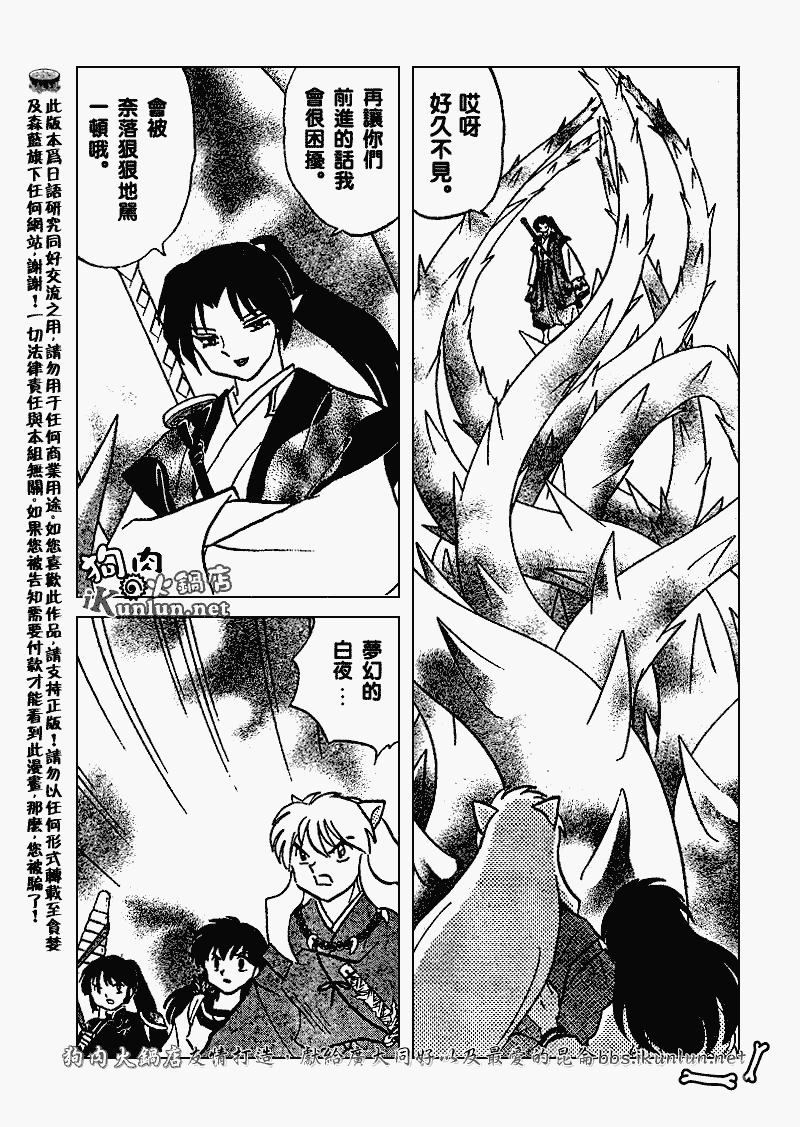 哎呀
好久不見。
再讓你們
前進的話我
會很困擾。
會被
奈落狠狠地罵
一頓哦。
夢幻的
白夜…
此版本爲日語研究同好交流之用，請勿用于任何商業用途。如您喜歡此作品，請支持正版！請勿以任何形式轉載至貪婪
及森藍旗下任何網站，謝謝！一切法律責任與本組無關。如果您被告知需要付款才能看到此漫畫，那麽，您被騙了！
狗肉火鍋店
iKunlun.net
狗肉火鍋店友情打造·獻給廣大同好以及最愛的昆侖bbs.ikunlun.net